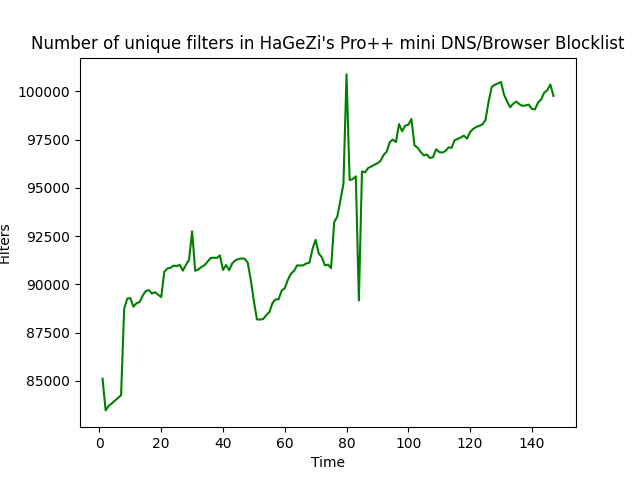 Number of unique filters in HaGeZi's Pro++ mini DNS/Browser Blocklist
100000
97500
95000
92500
90000
87500
85000
Filters
0 20 40 60 80 100 120 140
Time